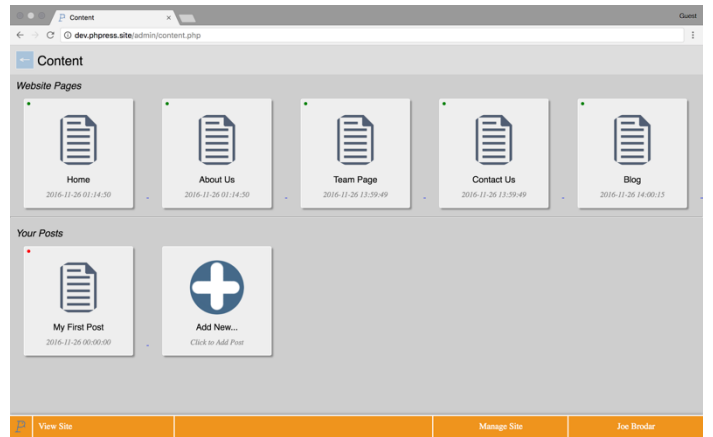 Content
Guest
dev.phpress.site/admin/content.php
Content
Website Pages
Home
2016-11-26 01:14:50
About Us
2016-11-26 01:14:50
Team Page
2016-11-26 13:59:49
Contact Us
2016-11-26 13:59:49
Blog
2016-11-26 14:00:15
Your Posts
My First Post
2016-11-26 00:00:00
Add New...
Click to Add Post
View Site
Manage Site
Joe Brodar